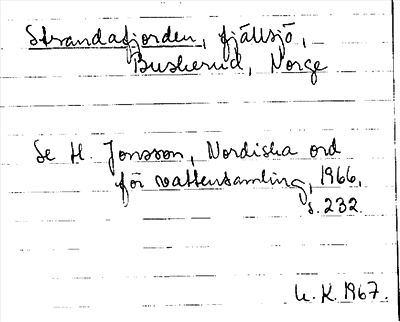 Strandafjorden, fjällsjö,
Buskerud, Norge
Se H. Jonsson, Nordiska ord
för vattensamling, 1966,
s. 232.
U. K. 1967.